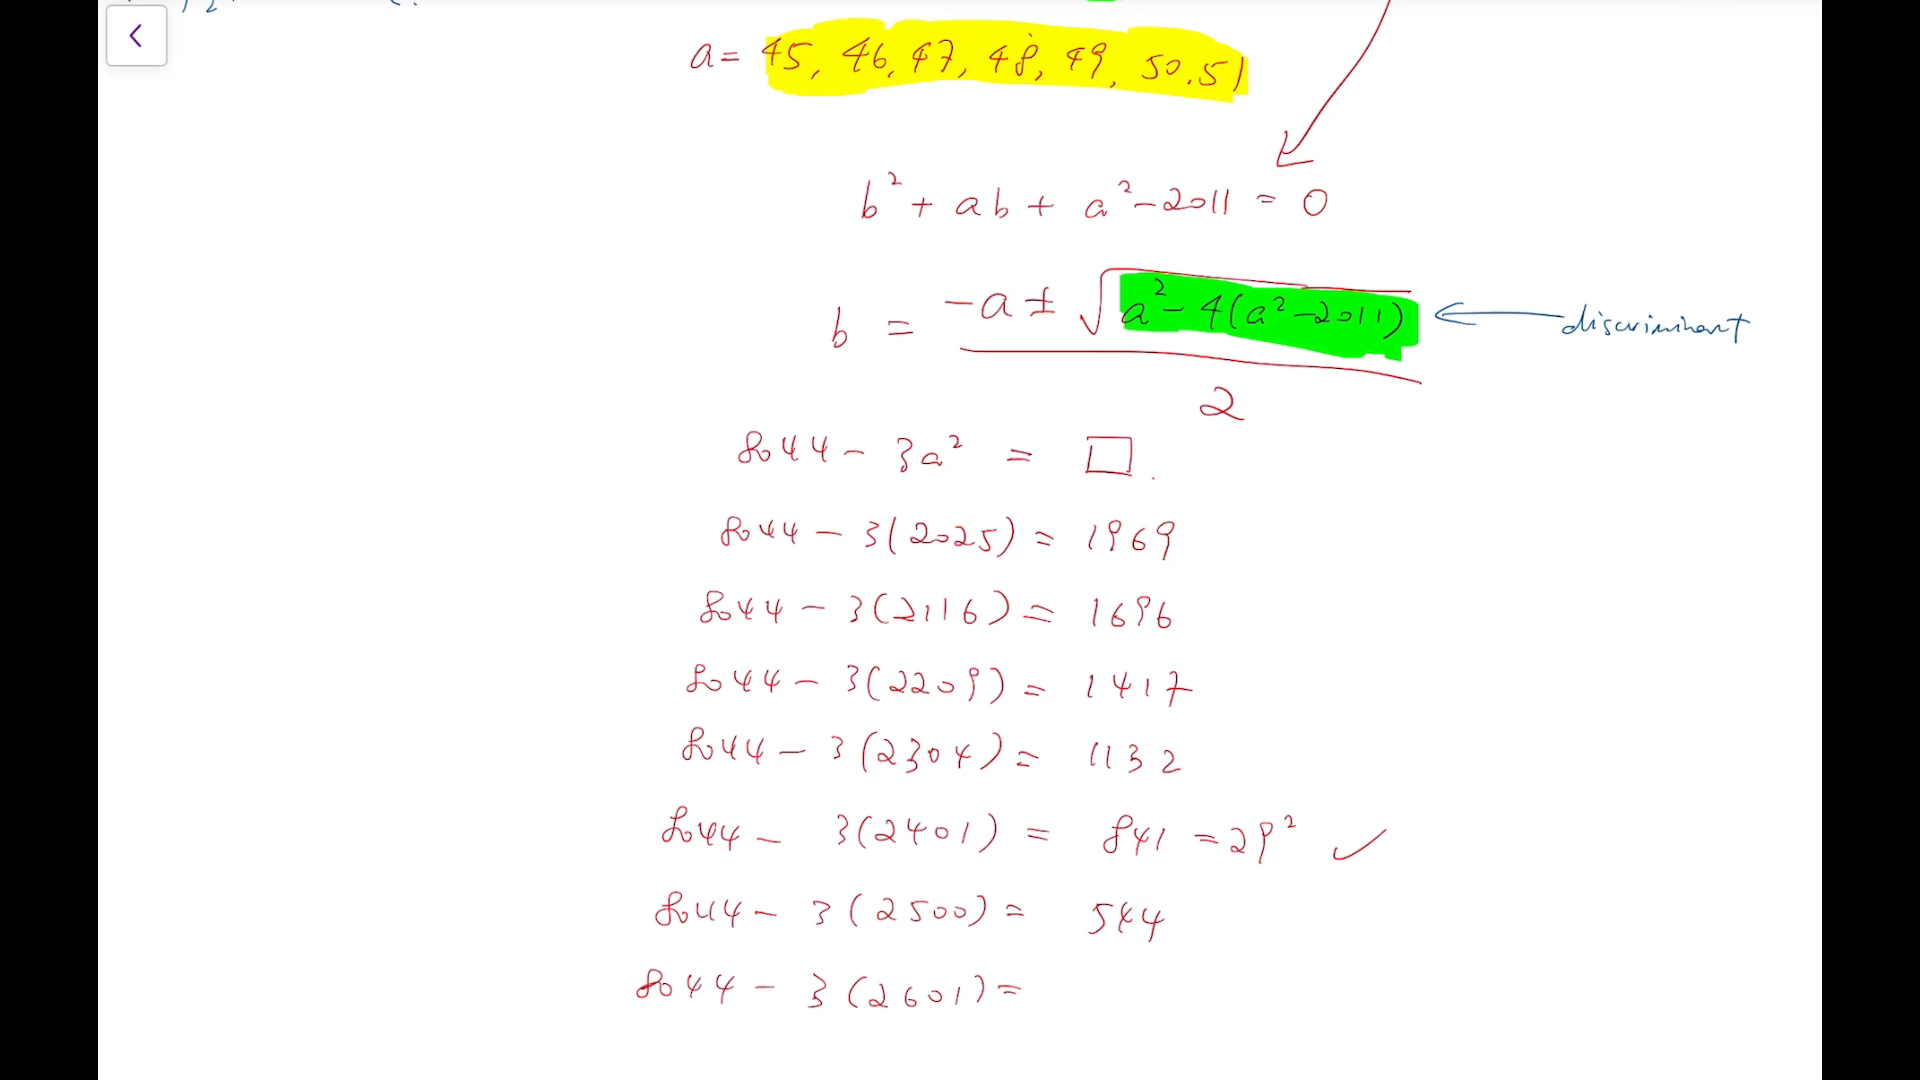 a = 45, 46, 47, 48, 49, 50.51
b² + ab + a² - 2011 = 0
b = (-a ± √(a² - 4(a² - 2011))) / 2 ← discriminant
8044 - 3a² = □.
8044 - 3(2025) = 1969
8044 - 3(2116) = 1696
8044 - 3(2209) = 1417
8044 - 3(2304) = 1132
8044 - 3(2401) = 841 = 29² ✓
8044 - 3(2500) = 544
8044 - 3(2601) =